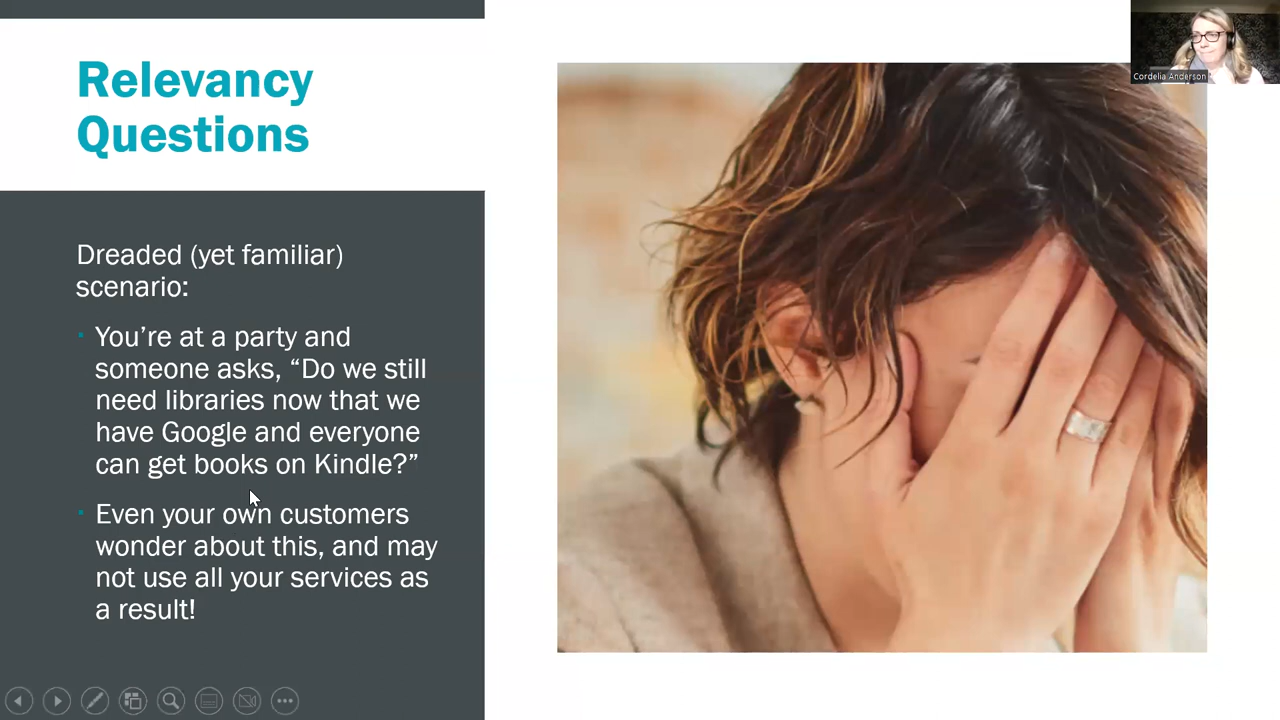 Relevancy
Questions
Dreaded (yet familiar)
scenario:
You’re at a party and
someone asks, “Do we still
need libraries now that we
have Google and everyone
can get books on Kindle?”
Even your own customers
wonder about this, and may
not use all your services as
a result!
Cordelia Anderson